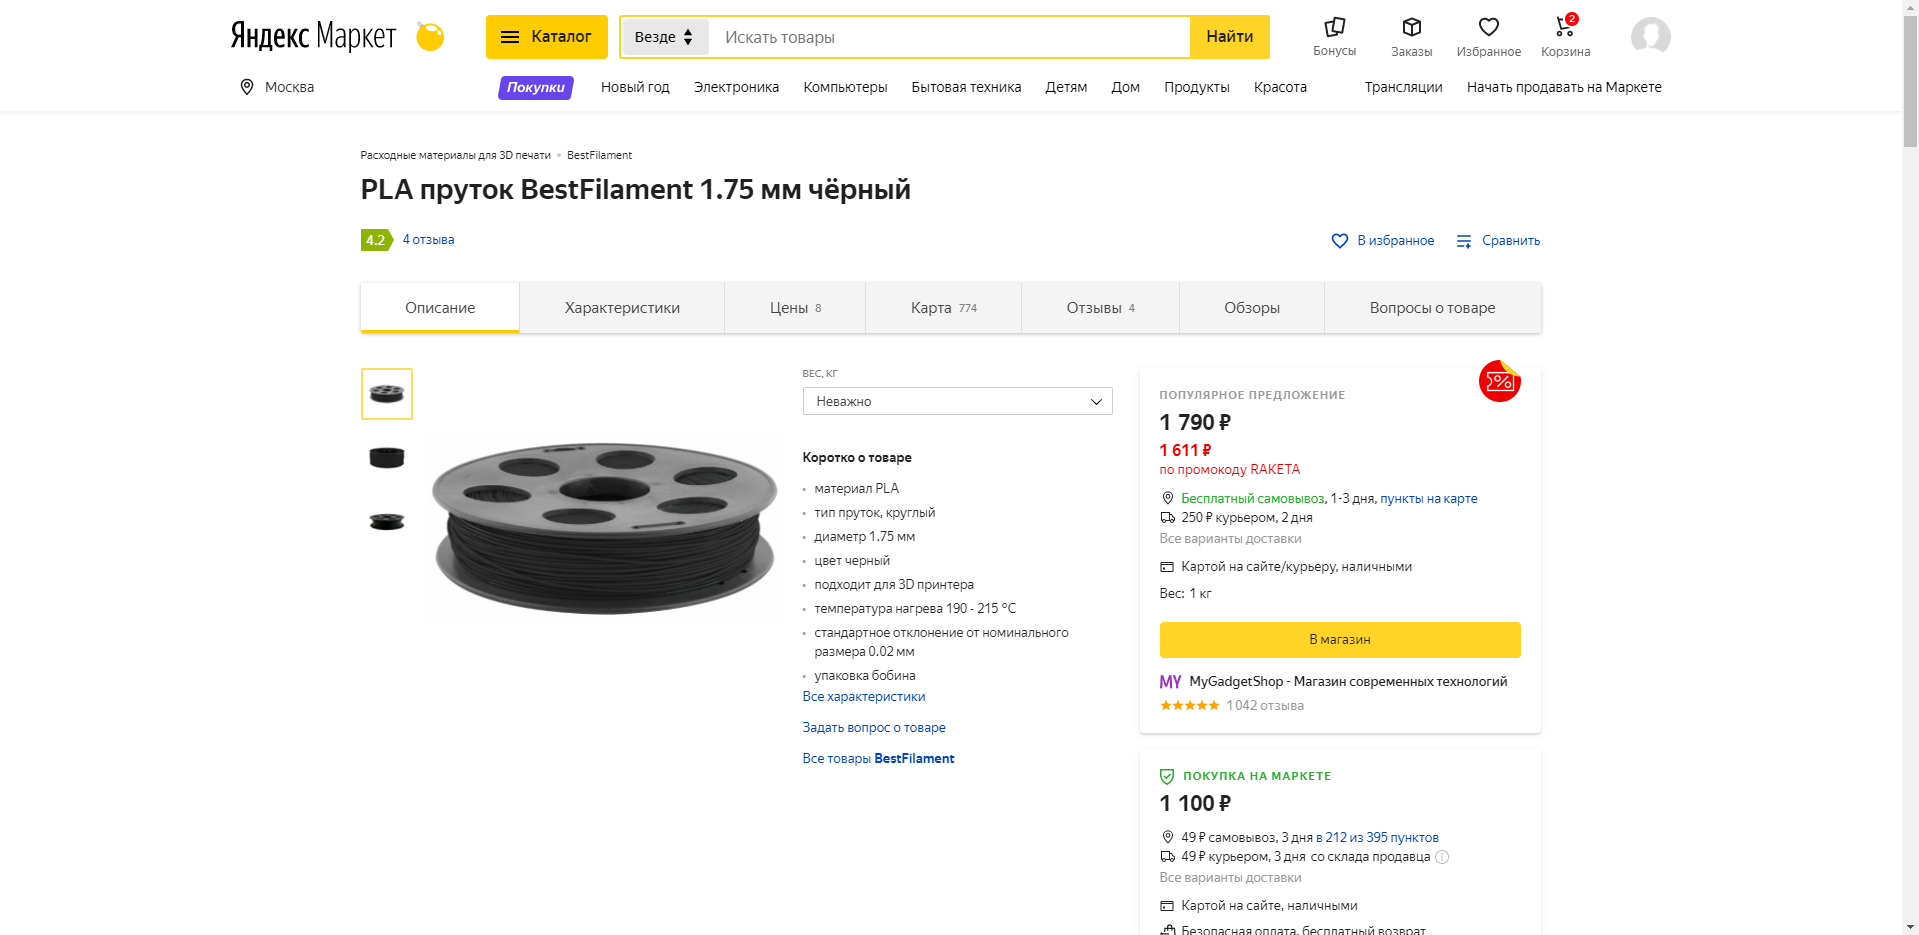 Яндекс Маркет
Каталог
Везде
Искать товары
Найти
Бонусы
Заказы
Избранное
2
Корзина
Москва
Покупки
Новый год
Электроника
Компьютеры
Бытовая техника
Детям
Дом
Продукты
Красота
Трансляции
Начать продавать на Маркете
Расходные материалы для 3D печати • BestFilament
PLA пруток BestFilament 1.75 мм чёрный
4.2 4 отзыва
В избранное
Сравнить
Описание
Характеристики
Цены 8
Карта 774
Отзывы 4
Обзоры
Вопросы о товаре
ВЕС, КГ
Неважно
Коротко о товаре
• материал PLA
• тип пруток, круглый
• диаметр 1.75 мм
• цвет черный
• подходит для 3D принтера
• температура нагрева 190 - 215 °C
• стандартное отклонение от номинального
размера 0.02 мм
• упаковка бобина
Все характеристики
Задать вопрос о товаре
Все товары BestFilament
%
ПОПУЛЯРНОЕ ПРЕДЛОЖЕНИЕ
1 790 ₽
1 611 ₽
по промокоду RAKETA
Бесплатный самовывоз, 1-3 дня, пункты на карте
250 ₽ курьером, 2 дня
Все варианты доставки
Картой на сайте/курьеру, наличными
Вес: 1 кг
В магазин
MY MyGadgetShop - Магазин современных технологий
1 042 отзыва
ПОКУПКА НА МАРКЕТЕ
1 100 ₽
49 ₽ самовывоз, 3 дня в 212 из 395 пунктов
49 ₽ курьером, 3 дня со склада продавца
Все варианты доставки
Картой на сайте, наличными
Безопасная оплата, бесплатный возврат